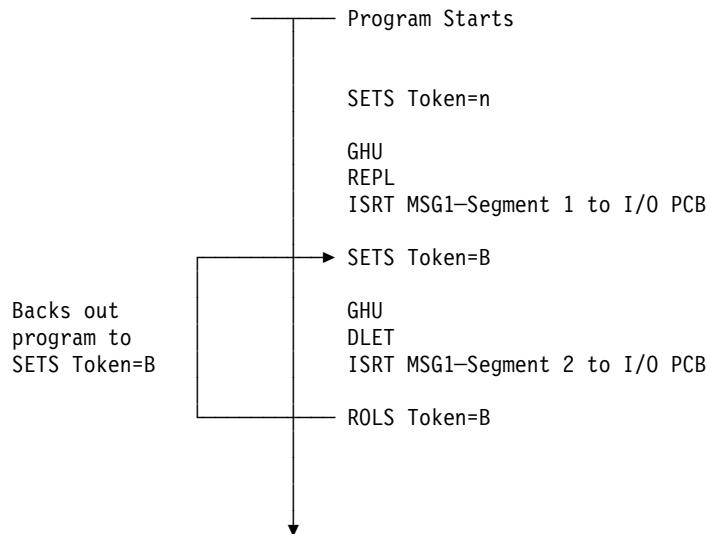 Program Starts
SETS Token=n
GHU
REPL
ISRT MSG1—Segment 1 to I/O PCB
SETS Token=B
Backs out
program to
SETS Token=B
GHU
DLET
ISRT MSG1—Segment 2 to I/O PCB
ROLS Token=B